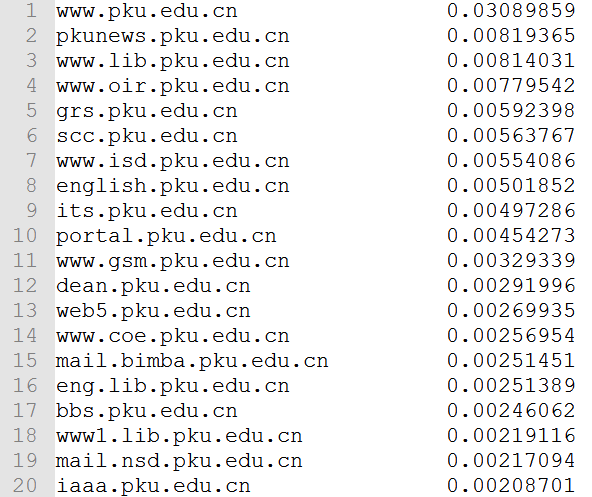 1 www.pku.edu.cn 0.03089859
2 pkunews.pku.edu.cn 0.00819365
3 www.lib.pku.edu.cn 0.00814031
4 www.oir.pku.edu.cn 0.00779542
5 grs.pku.edu.cn 0.00592398
6 scc.pku.edu.cn 0.00563767
7 www.isd.pku.edu.cn 0.00554086
8 english.pku.edu.cn 0.00501852
9 its.pku.edu.cn 0.00497286
10 portal.pku.edu.cn 0.00454273
11 www.gsm.pku.edu.cn 0.00329339
12 dean.pku.edu.cn 0.00291996
13 web5.pku.edu.cn 0.00269935
14 www.coe.pku.edu.cn 0.00256954
15 mail.bimba.pku.edu.cn 0.00251451
16 eng.lib.pku.edu.cn 0.00251389
17 bbs.pku.edu.cn 0.00246062
18 www1.lib.pku.edu.cn 0.00219116
19 mail.nsd.pku.edu.cn 0.00217094
20 iaaa.pku.edu.cn 0.00208701